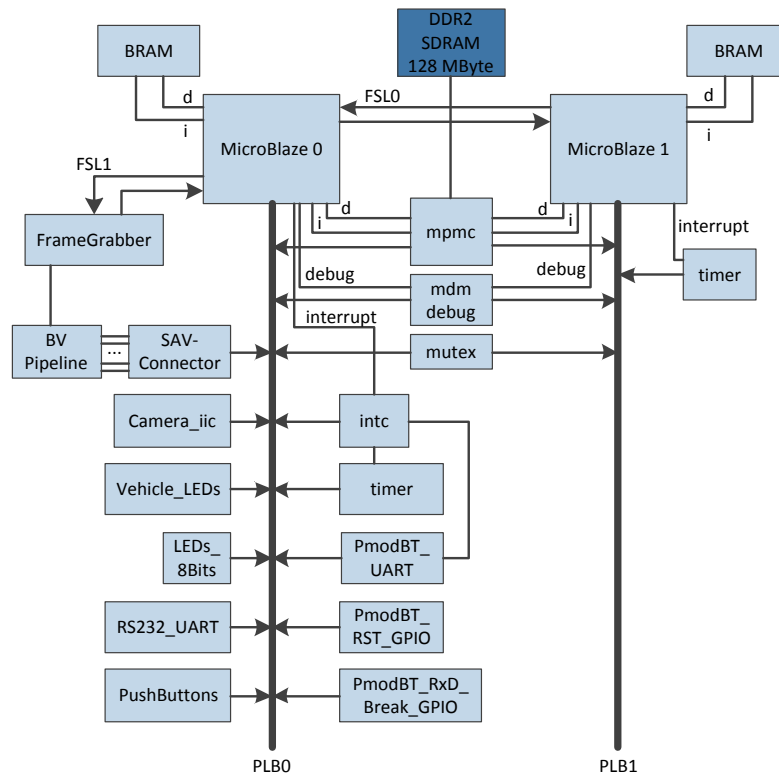 DDR2
SDRAM
128 MByte
BRAM
BRAM
d
i
FSL0
d
i
MicroBlaze 0
MicroBlaze 1
FSL1
FrameGrabber
d
i
mpmc
d
i
interrupt
debug
debug
timer
mdm
debug
interrupt
BV
Pipeline
...
SAV-
Connector
mutex
Camera_iic
intc
Vehicle_LEDs
timer
LEDs_
8Bits
PmodBT_
UART
RS232_UART
PmodBT_
RST_GPIO
PushButtons
PmodBT_RxD_
Break_GPIO
PLB0
PLB1